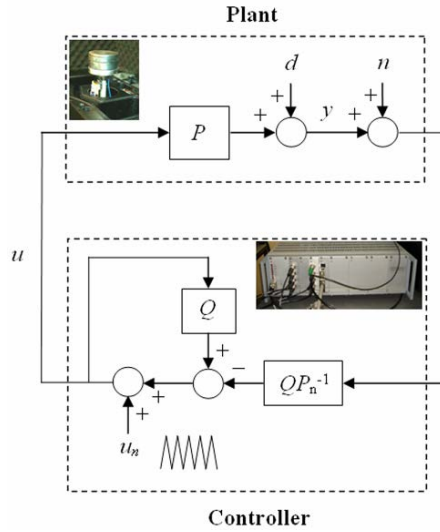 Plant
d
n
+
+
P
+
y
+
u
Q
+
−
QPn-1
+
+
un
Controller